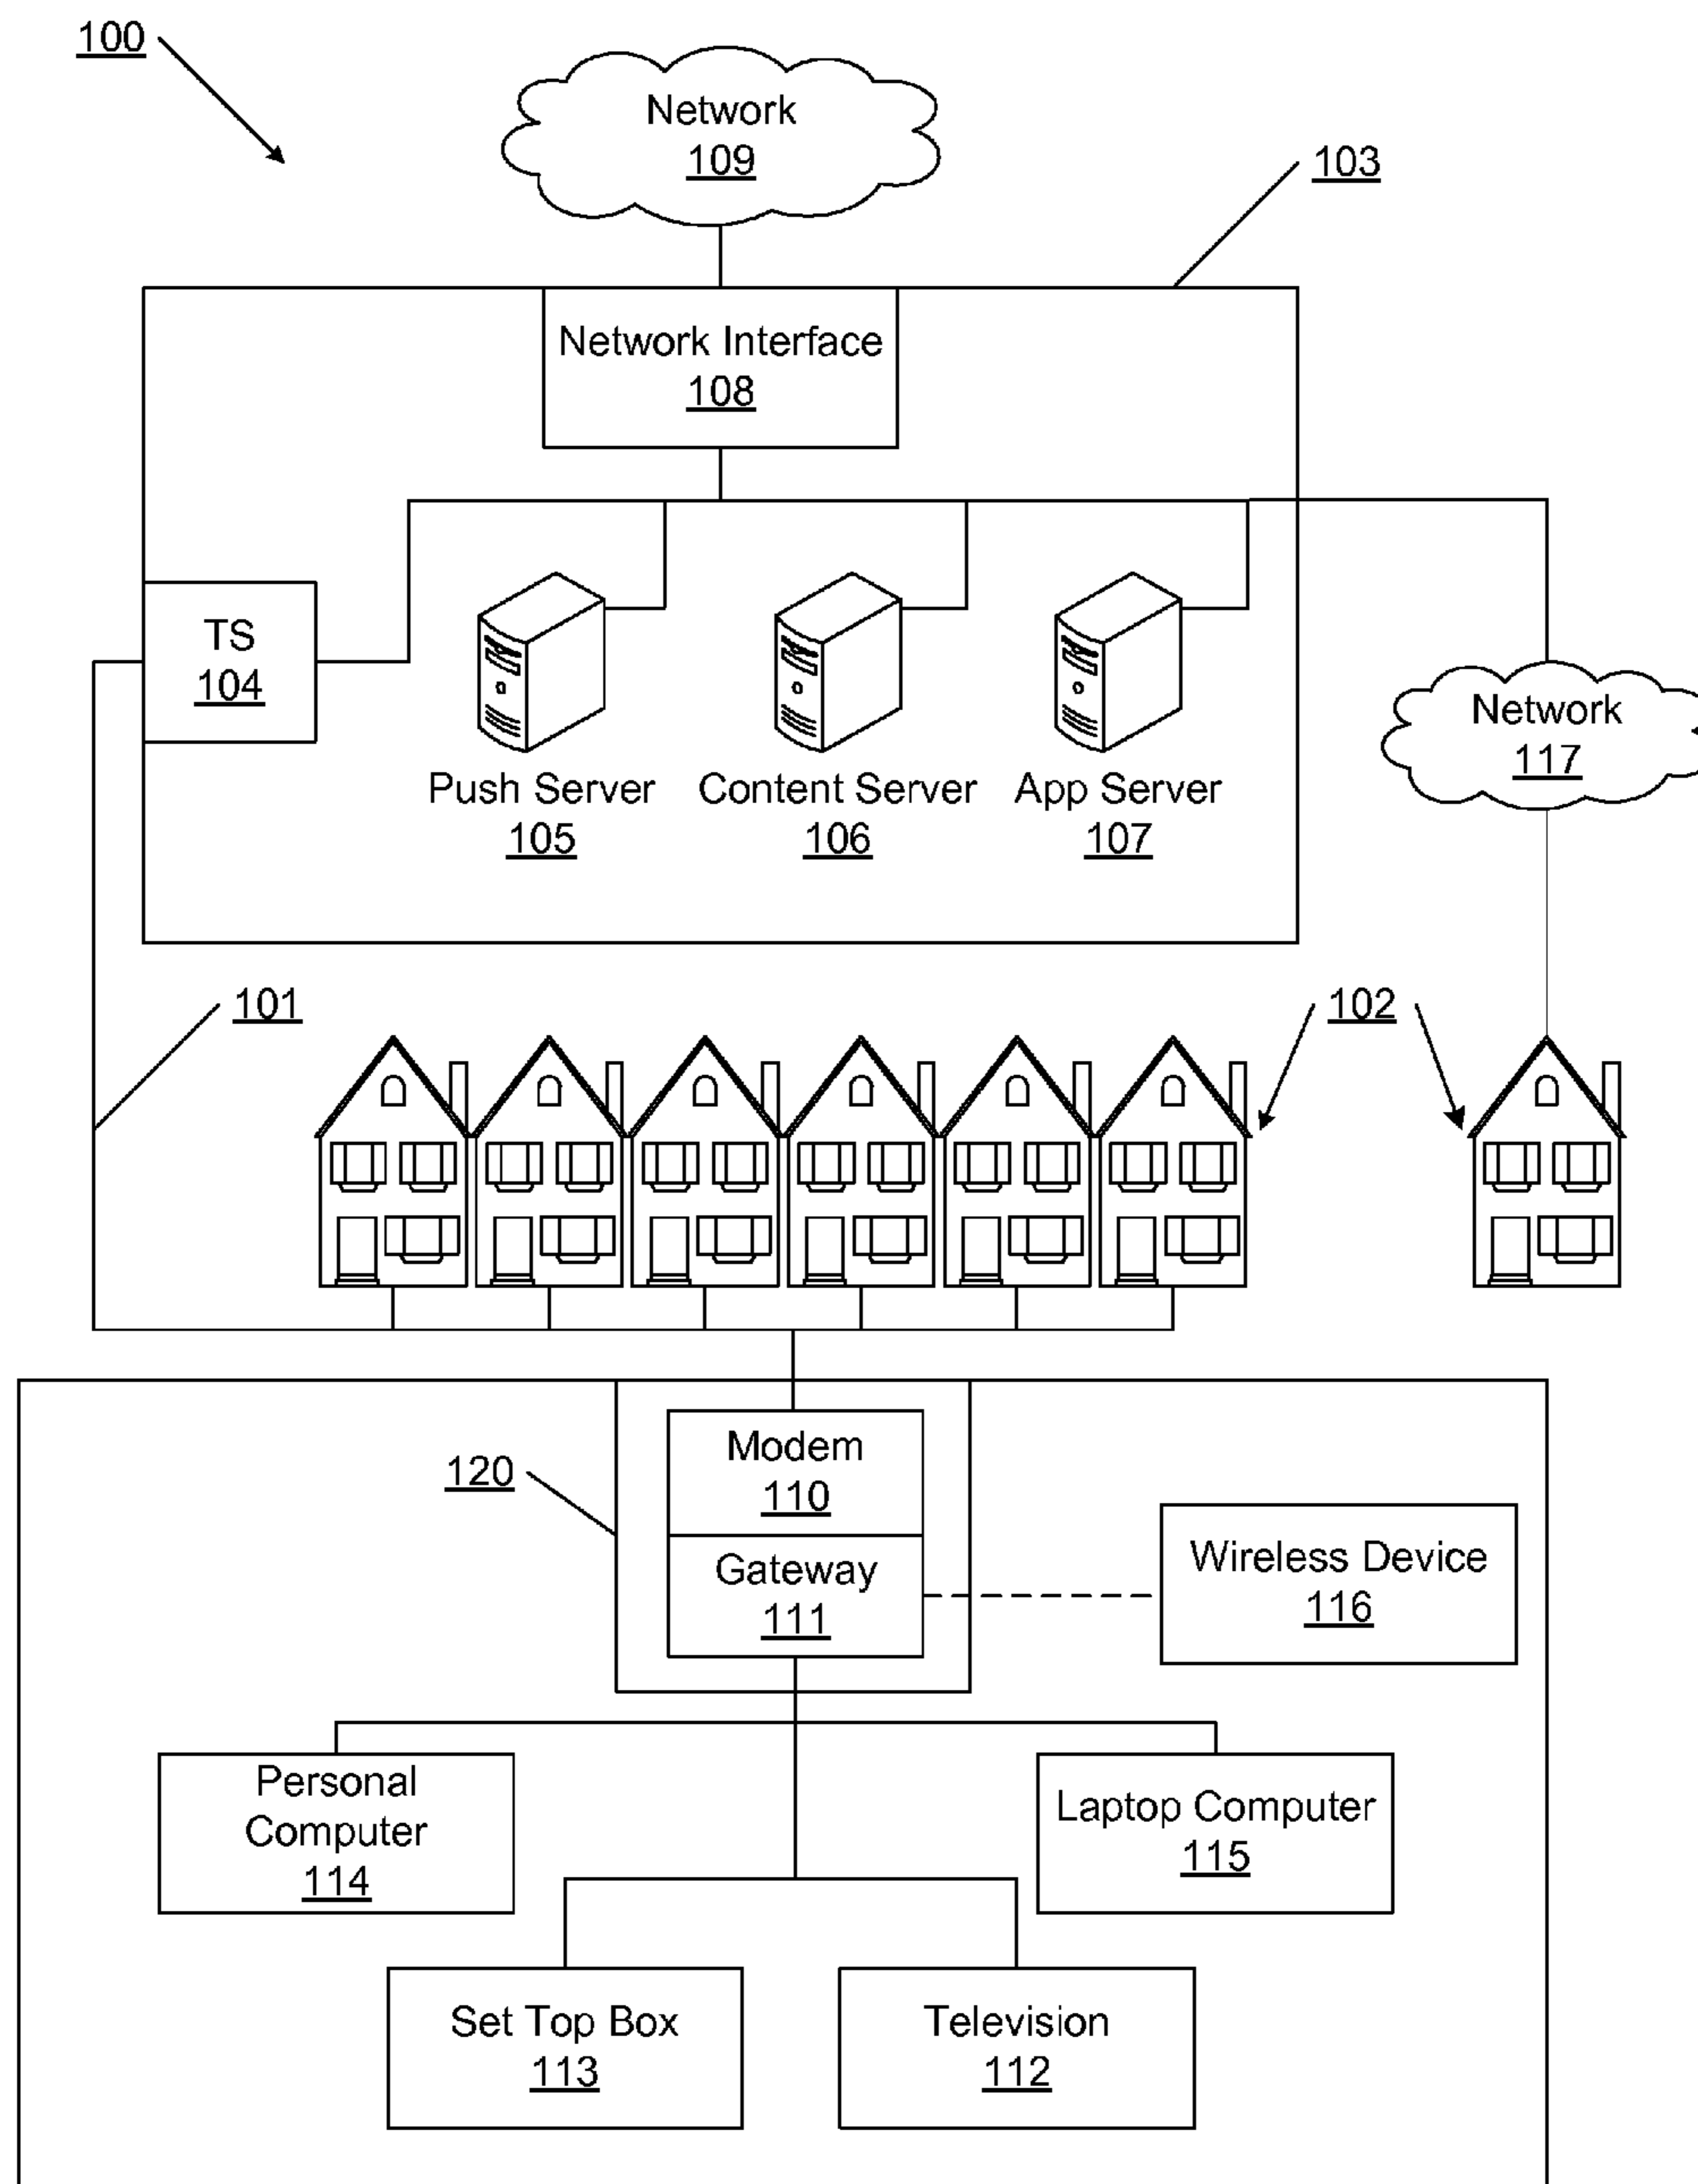 100
Network
109
103
Network Interface
108
TS
104
Push Server
105
Content Server
106
App Server
107
Network
117
101
102
Modem
110
120
Gateway
111
Wireless Device
116
Personal
Computer
114
Laptop Computer
115
Set Top Box
113
Television
112